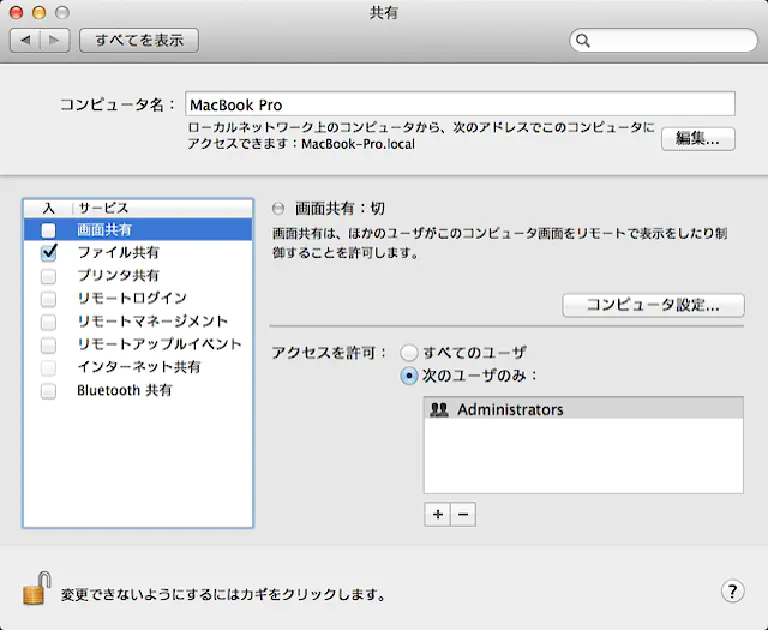 共有
すべてを表示
コンピュータ名： MacBook Pro
ローカルネットワーク上のコンピュータから、次のアドレスでこのコンピュータに
アクセスできます：MacBook-Pro.local
編集...
入 サービス
画面共有
ファイル共有
プリンタ共有
リモートログイン
リモートマネージメント
リモートアップルイベント
インターネット共有
Bluetooth 共有
画面共有：切
画面共有は、ほかのユーザがこのコンピュータ画面をリモートで表示をしたり制
御することを許可します。
コンピュータ設定...
アクセスを許可： すべてのユーザ
次のユーザのみ：
Administrators
+ −
変更できないようにするにはカギをクリックします。
?